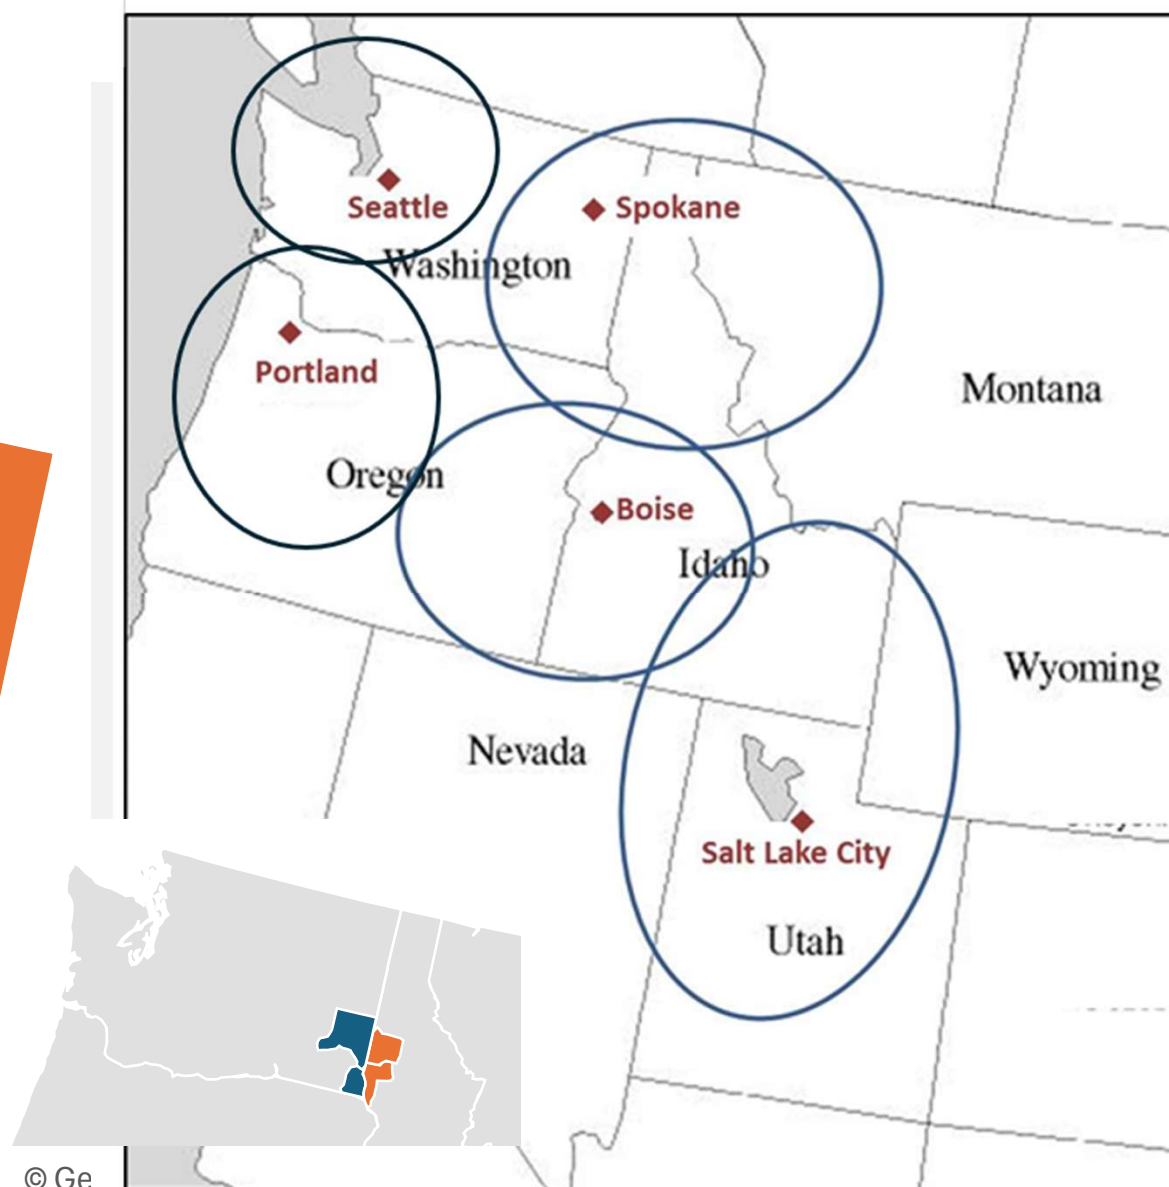 Seattle
Spokane
Washington
Portland
Montana
Oregon
Boise
Idaho
Wyoming
Nevada
Salt Lake City
Utah
© Ge